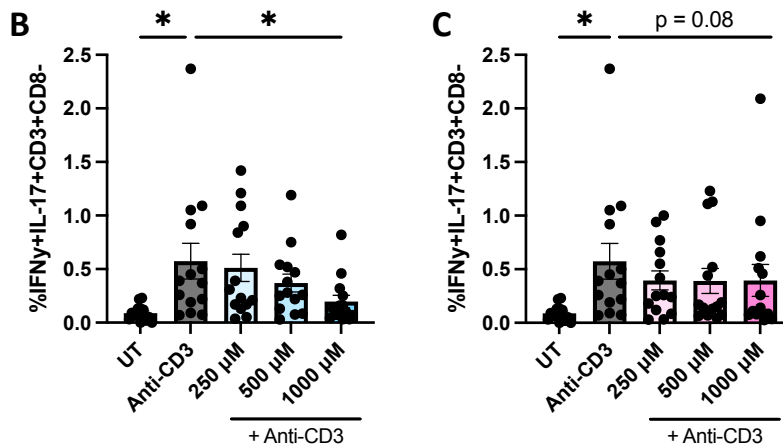 B
*
*
%IFNy+IL-17+CD3+CD8-
2.5
2.0
1.5
1.0
0.5
0.0
UT
Anti-CD3
250 µM
500 µM
1000 µM
+ Anti-CD3
C
*
p = 0.08
%IFNy+IL-17+CD3+CD8-
2.5
2.0
1.5
1.0
0.5
0.0
UT
Anti-CD3
250 µM
500 µM
1000 µM
+ Anti-CD3